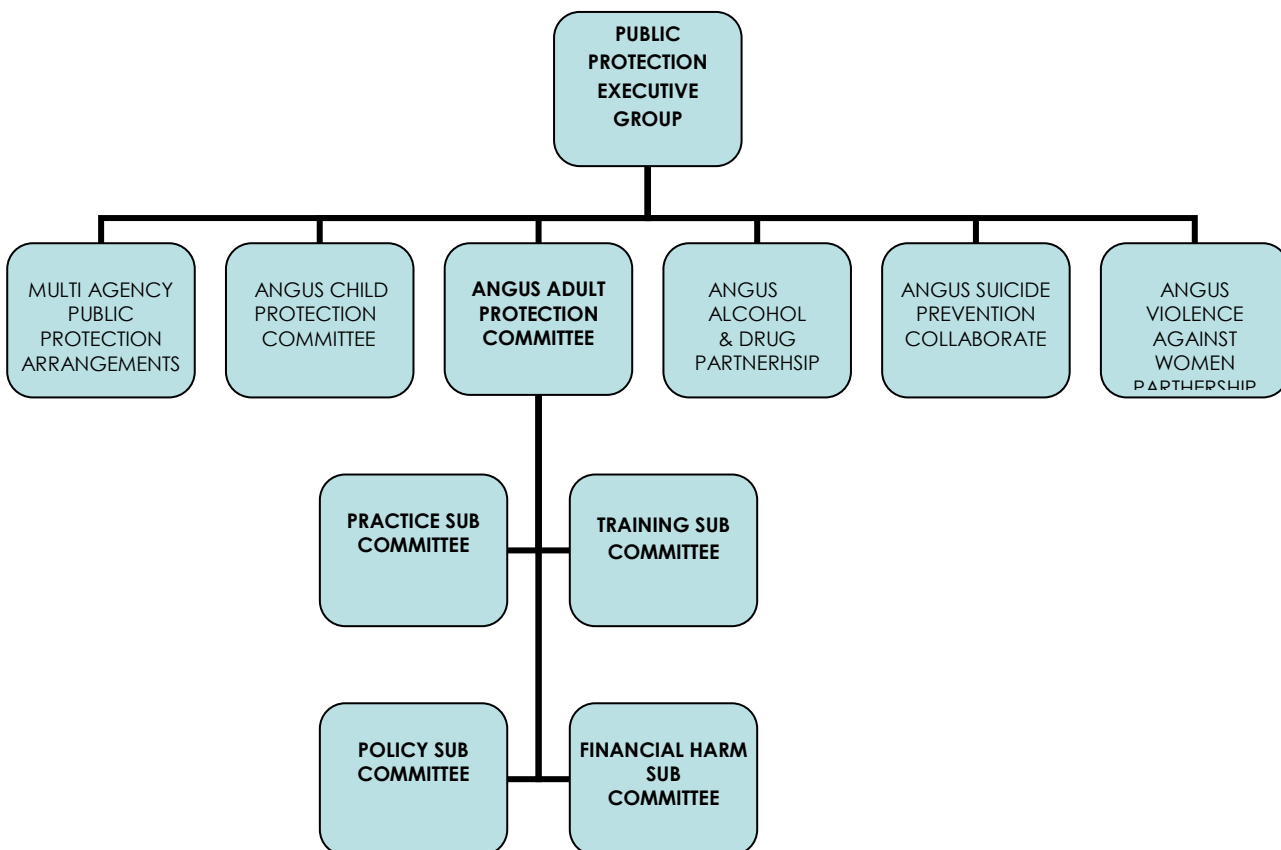 PUBLIC
PROTECTION
EXECUTIVE
GROUP
MULTI AGENCY
PUBLIC
PROTECTION
ARRANGEMENTS
ANGUS CHILD
PROTECTION
COMMITTEE
ANGUS ADULT
PROTECTION
COMMITTEE
ANGUS
ALCOHOL
& DRUG
PARTNERHSIP
ANGUS SUICIDE
PREVENTION
COLLABORATE
ANGUS
VIOLENCE
AGAINST
WOMEN
PARTHERSHIP
PRACTICE SUB
COMMITTEE
TRAINING SUB
COMMITTEE
POLICY SUB
COMMITTEE
FINANCIAL HARM
SUB
COMMITTEE